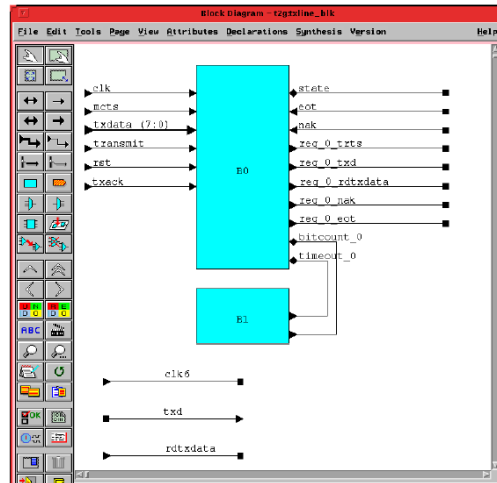 Block Diagram - t2gtxline_blk
File Edit Tools Page View Attributes Declarations Synthesis Version Help
clk
mcts
txdata (7:0)
transmit
rst
txack
B0
state
eot
nak
req_0_trts
req_0_txd
req_0_rdtxdata
req_0_nak
req_0_eot
bitcount_0
timeout_0
B1
clk6
txd
rdtxdata
ABC
OK